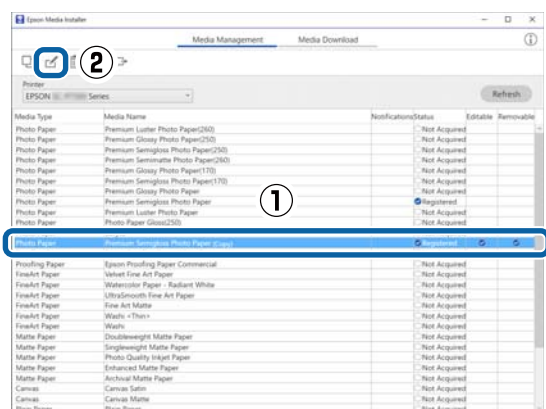 Epson Media Installer
Media Management Media Download
②
Printer
EPSON Series Refresh
Media Type Media Name Notifications Status Editable Removable
Photo Paper Premium Luster Photo Paper(260) Not Acquired
Photo Paper Premium Glossy Photo Paper(250) Not Acquired
Photo Paper Premium Semigloss Photo Paper(250) Not Acquired
Photo Paper Premium Semimatte Photo Paper(260) Not Acquired
Photo Paper Premium Glossy Photo Paper(170) Not Acquired
Photo Paper Premium Semigloss Photo Paper(170) Not Acquired
Photo Paper Premium Glossy Photo Paper Not Acquired
Photo Paper Premium Semigloss Photo Paper Registered
Photo Paper Premium Luster Photo Paper Not Acquired
Photo Paper Photo Paper Gloss(250) Not Acquired
①
Photo Paper Premium Semigloss Photo Paper (Copy) Registered
Proofing Paper Epson Proofing Paper Commercial Not Acquired
FineArt Paper Velvet Fine Art Paper Not Acquired
FineArt Paper Watercolor Paper - Radiant White Not Acquired
FineArt Paper UltraSmooth Fine Art Paper Not Acquired
FineArt Paper Fine Art Matte Not Acquired
FineArt Paper Washi <Thin> Not Acquired
FineArt Paper Washi Not Acquired
Matte Paper Doubleweight Matte Paper Not Acquired
Matte Paper Singleweight Matte Paper Not Acquired
Matte Paper Photo Quality Inkjet Paper Not Acquired
Matte Paper Enhanced Matte Paper Not Acquired
Matte Paper Archival Matte Paper Not Acquired
Canvas Canvas Satin Not Acquired
Canvas Canvas Matte Not Acquired